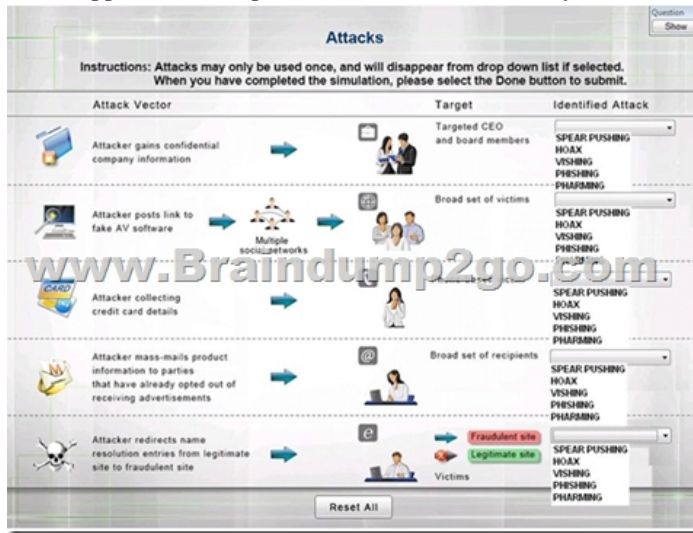 Question
Show
Attacks
Instructions: Attacks may only be used once, and will disappear from drop down list if selected.
When you have completed the simulation, please select the Done button to submit.
Attack Vector Target Identified Attack
Attacker gains confidential
company information
Targeted CEO
and board members
SPEAR PUSHING
HOAX
VISHING
PHISHING
PHARMING
Attacker posts link to
fake AV software
Multiple
social networks
Broad set of victims
SPEAR PUSHING
HOAX
VISHING
PHISHING
www.Braindump2go.com
CARD
Attacker collecting
credit card details
SPEAR PUSHING
HOAX
VISHING
PHISHING
PHARMING
Attacker mass-mails product
information to parties
that have already opted out of
receiving advertisements
@
Broad set of recipients
SPEAR PUSHING
HOAX
VISHING
PHISHING
PHARMING
Attacker redirects name
resolution entries from legitimate
site to fraudulent site
e
Fraudulent site
Legitimate site
Victims
SPEAR PUSHING
HOAX
VISHING
PHISHING
PHARMING
Reset All